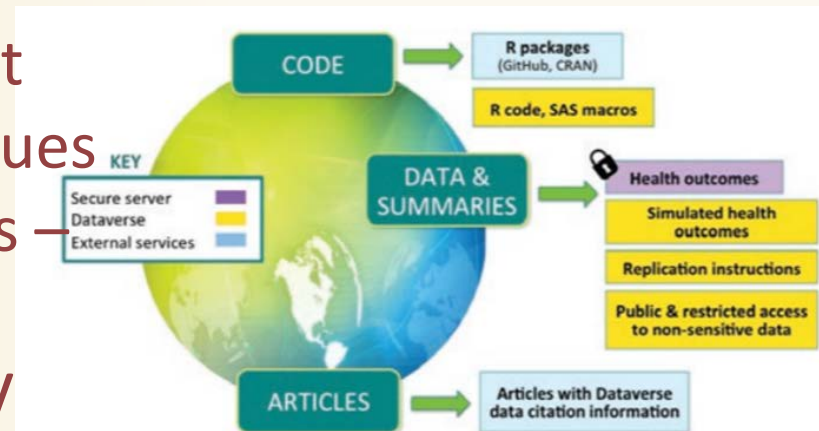 t
ues
s –
y
CODE
R packages
(GitHub, CRAN)
R code, SAS macros
KEY
Secure server
Dataverse
External services
DATA &
SUMMARIES
Health outcomes
Simulated health
outcomes
Replication instructions
Public & restricted access
to non-sensitive data
ARTICLES
Articles with Dataverse
data citation information